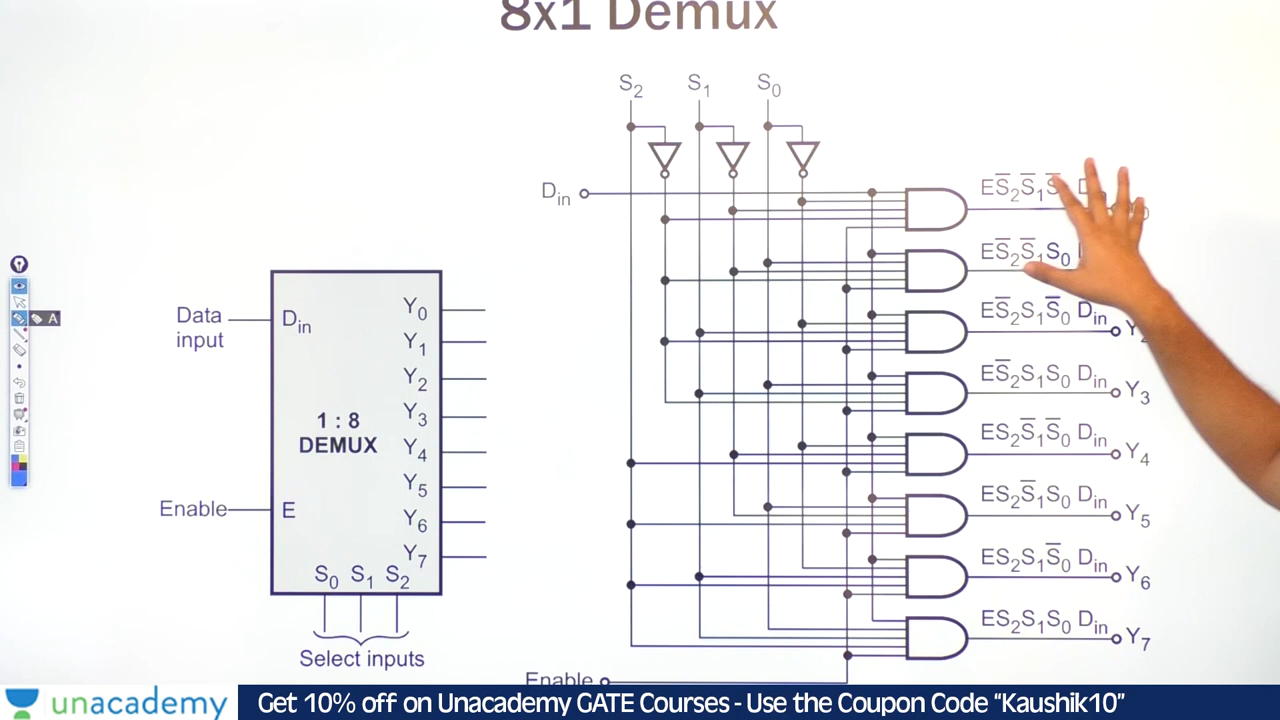 8x1 Demux
S2 S1 S0
Din
ES̅2S̅1S̅
ES̅2S̅1S0
ES̅2S1S̅0 Din
ES̅2S1S0 Din Y3
ES2S̅1S̅0 Din Y4
ES2S̅1S0 Din Y5
ES2S1S̅0 Din Y6
ES2S1S0 Din Y7
Enable
Data
input
Din
Y0
Y1
Y2
Y3
Y4
Y5
Y6
Y7
1 : 8
DEMUX
Enable
E
S0 S1 S2
Select inputs
A
unacademy
Get 10% off on Unacademy GATE Courses - Use the Coupon Code “Kaushik10”